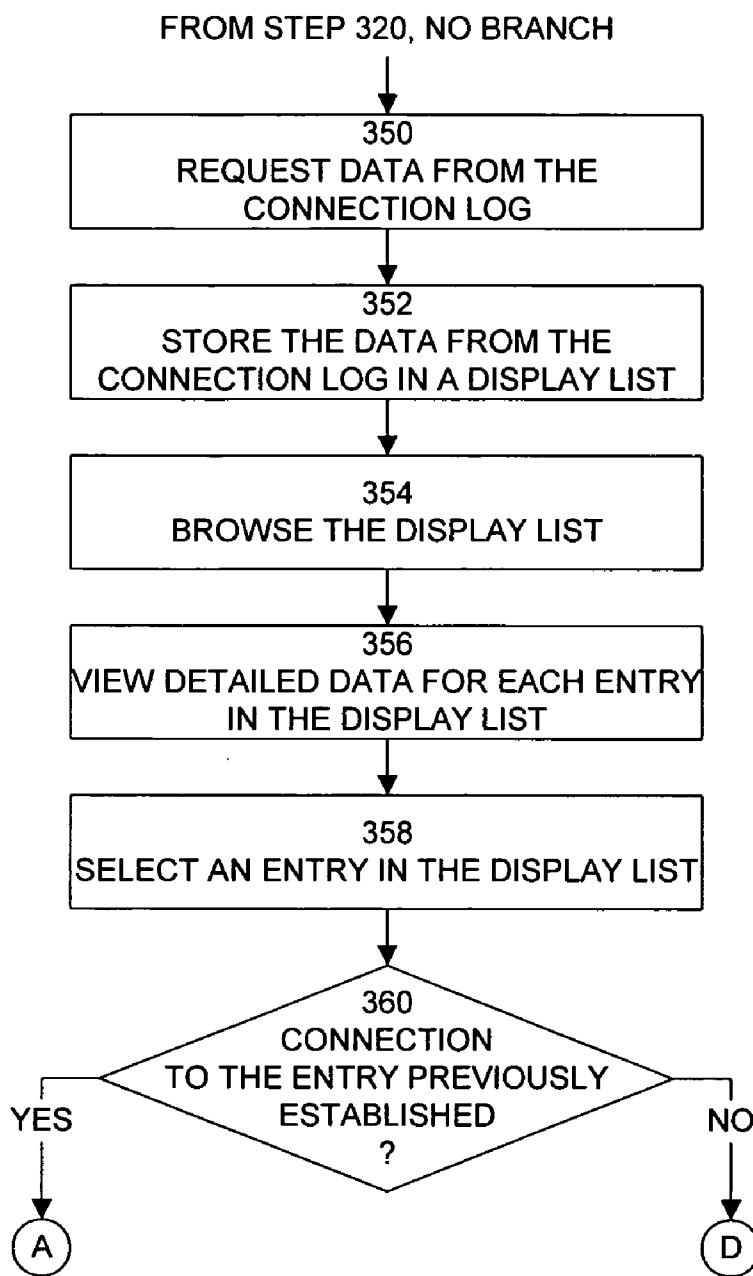 FROM STEP 320, NO BRANCH
350
REQUEST DATA FROM THE
CONNECTION LOG
352
STORE THE DATA FROM THE
CONNECTION LOG IN A DISPLAY LIST
354
BROWSE THE DISPLAY LIST
356
VIEW DETAILED DATA FOR EACH ENTRY
IN THE DISPLAY LIST
358
SELECT AN ENTRY IN THE DISPLAY LIST
360
CONNECTION
TO THE ENTRY PREVIOUSLY
ESTABLISHED
?
YES
NO
A
D